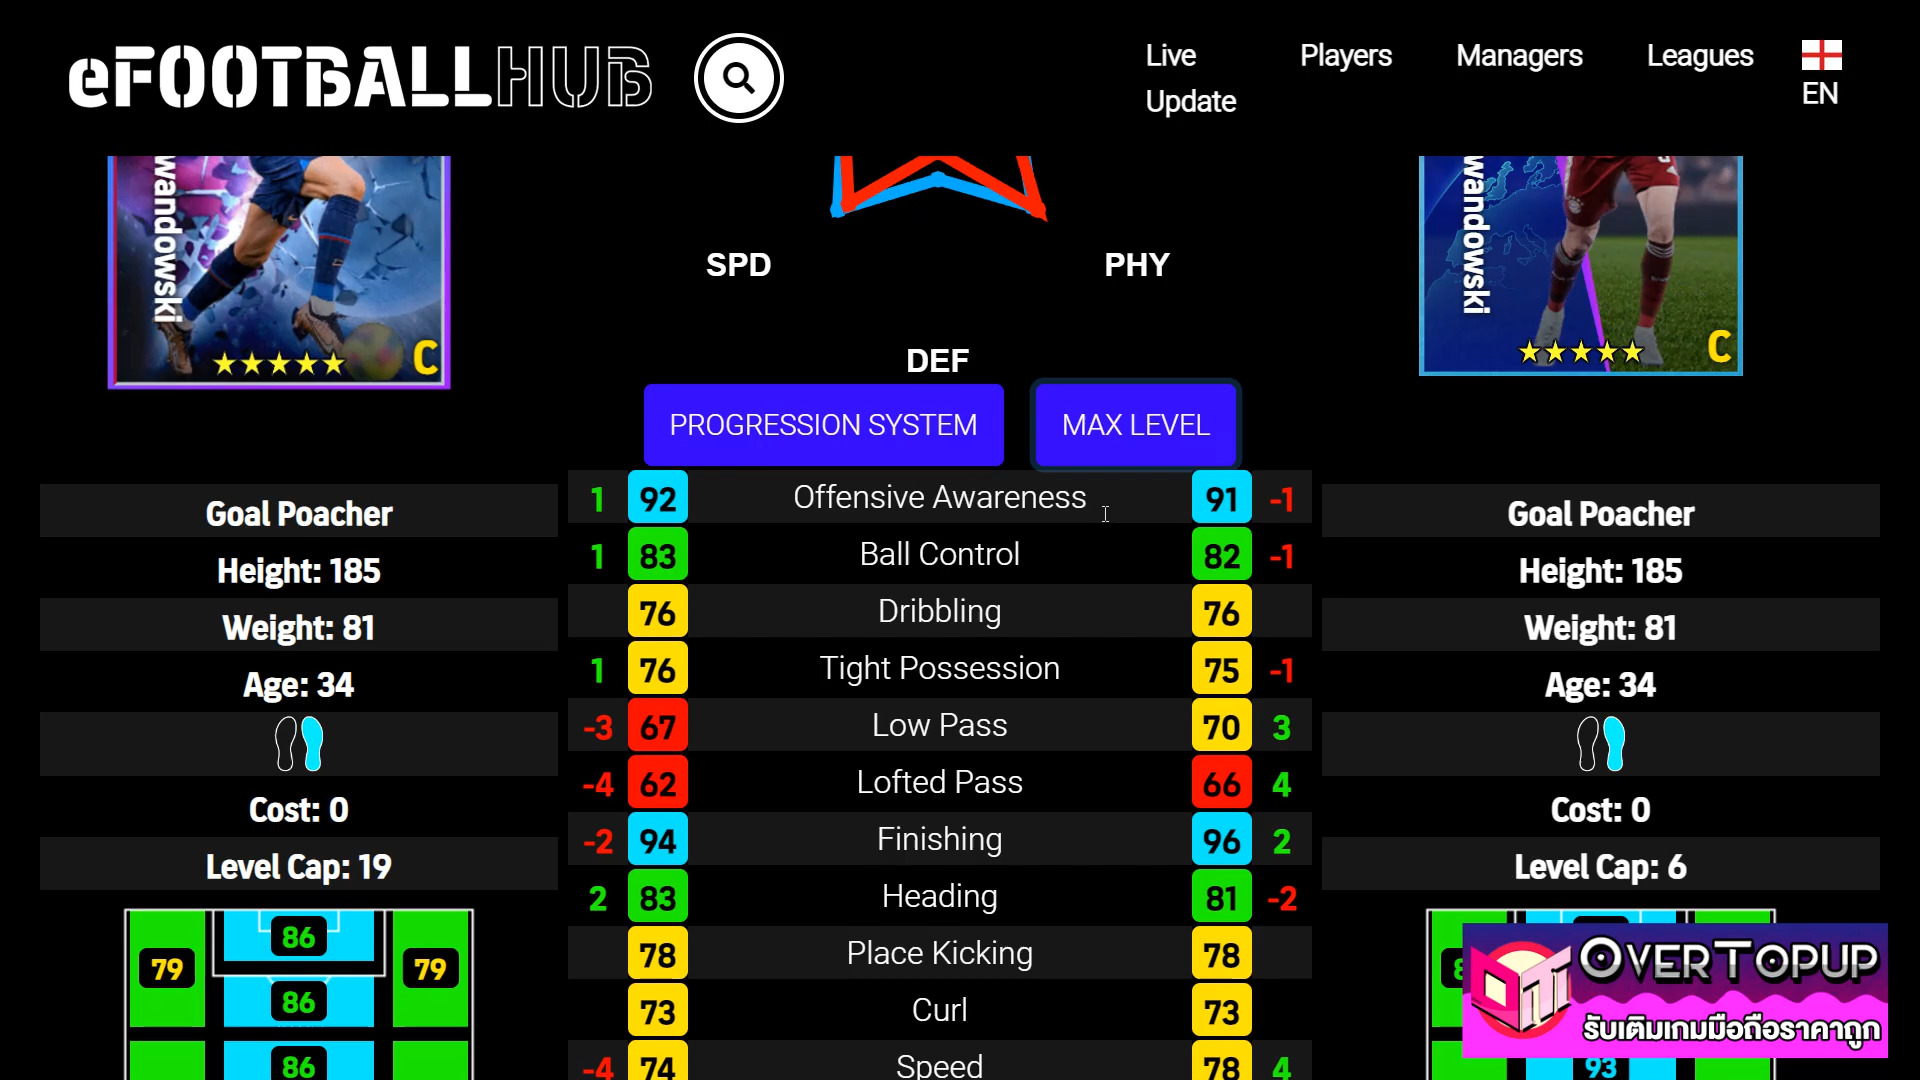 eFOOTBALLHUB
Live Update
Players
Managers
Leagues
EN
wandowski
C
SPD
PHY
DEF
wandowski
C
PROGRESSION SYSTEM
MAX LEVEL
Goal Poacher
Height: 185
Weight: 81
Age: 34
Cost: 0
Level Cap: 19
86
79
79
86
86
1 92 Offensive Awareness 91 -1
1 83 Ball Control 82 -1
76 Dribbling 76
1 76 Tight Possession 75 -1
-3 67 Low Pass 70 3
-4 62 Lofted Pass 66 4
-2 94 Finishing 96 2
2 83 Heading 81 -2
78 Place Kicking 78
73 Curl 73
-4 74 Speed 78 4
Goal Poacher
Height: 185
Weight: 81
Age: 34
Cost: 0
Level Cap: 6
93
OTU
OVERTOPUP
รับเติมเกมมือถือราคาถูก